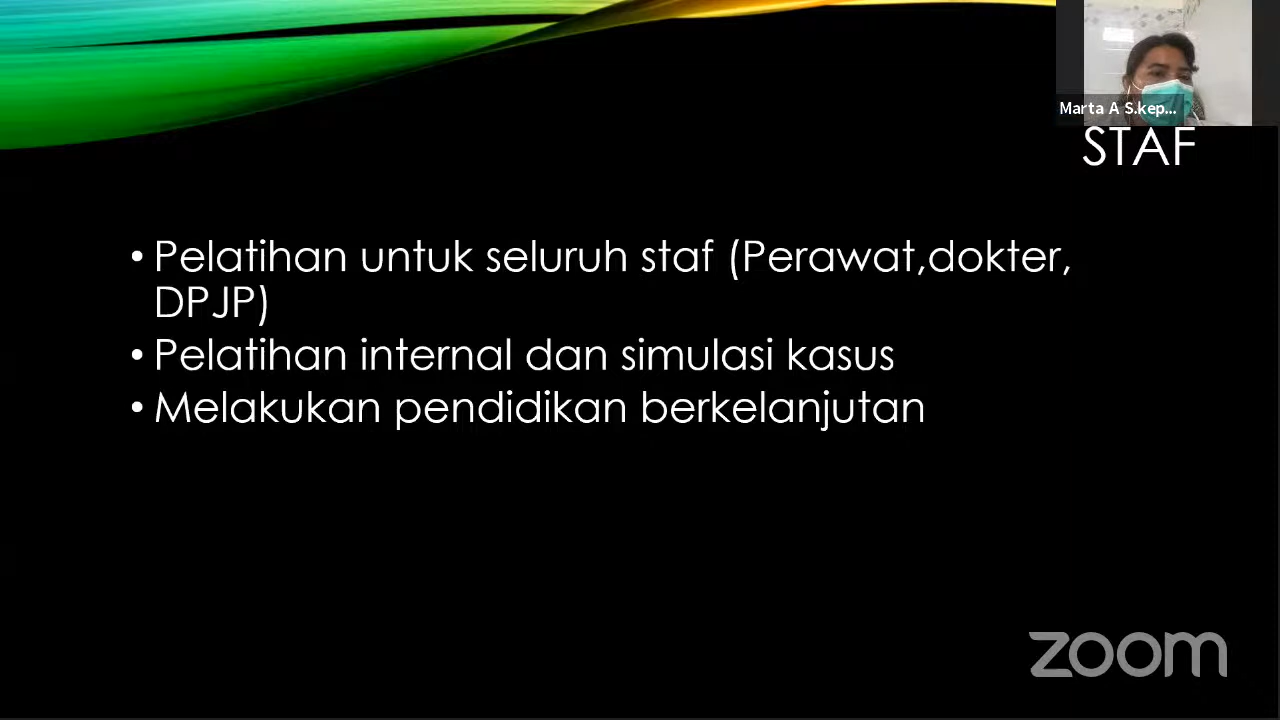 Marta A S.kep...
STAF
• Pelatihan untuk seluruh staf (Perawat,dokter,
DPJP)
• Pelatihan internal dan simulasi kasus
• Melakukan pendidikan berkelanjutan
zoom